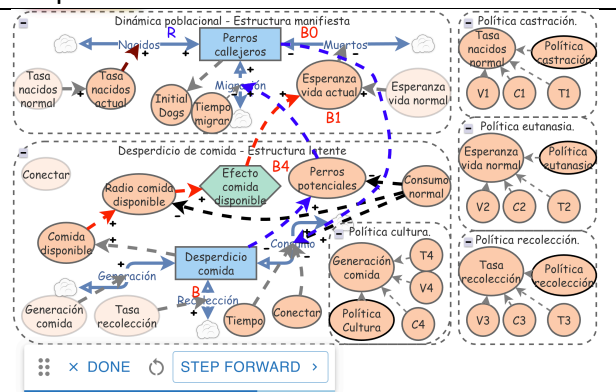 Dinámica poblacional - Estructura manifiesta
Nacidos
R
Perros
callejeros
B0
Muertos
Tasa
nacidos
normal
Tasa
nacidos
actual
Initial
Dogs
Tiempo
migrar
Migración
Esperanza
vida actual
B1
Esperanza
vida normal
Desperdicio de comida - Estructura latente
Conectar
Radio comida
disponible
Efecto
comida
disponible
B4
Perros
potenciales
Consumo
normal
Comida
disponible
Desperdicio
comida
Consumo
Generación
Recolección
B
Generación
comida
Tasa
recolección
Tiempo
Conectar
Política cultura.
Generación
comida
T4
V4
C4
Política
Cultura
Política castración.
Tasa
nacidos
normal
Política
castración
V1
C1
T1
Política eutanasia.
Esperanza
vida normal
Política
eutanasia
V2
C2
T2
Política recolección.
Tasa
recolección
Política
recolección
V3
C3
T3
× DONE
STEP FORWARD >